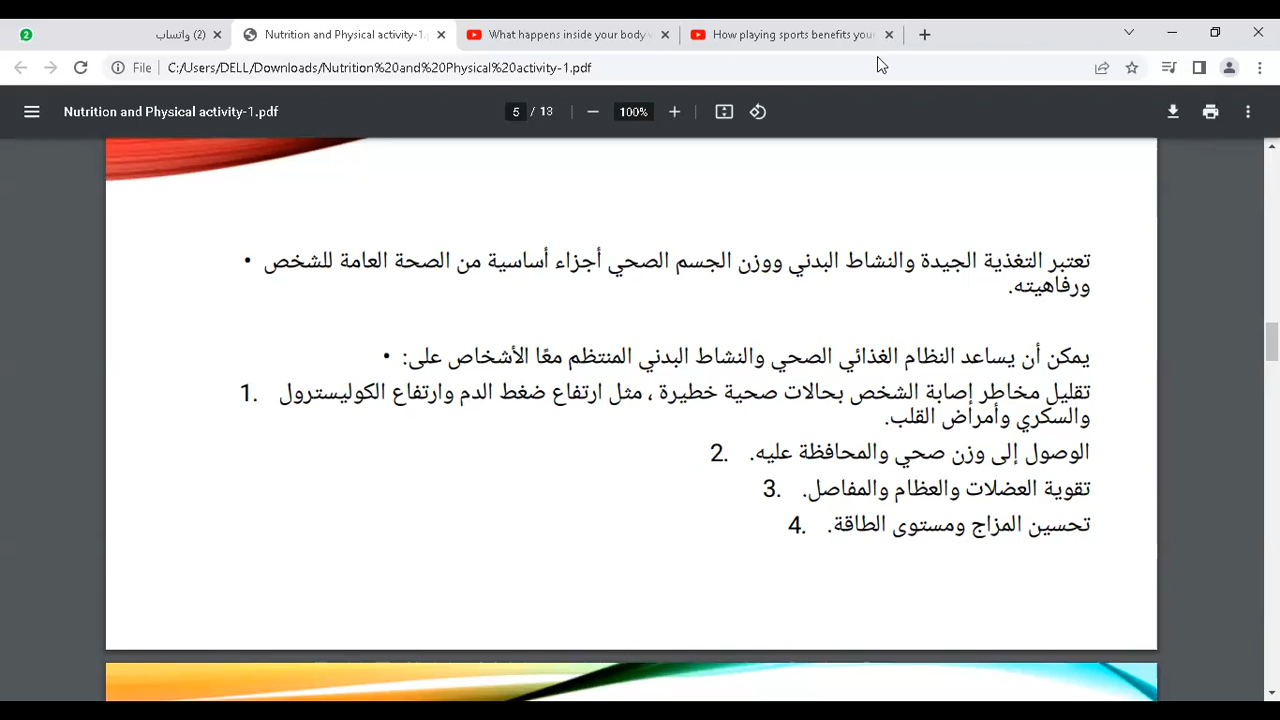 2
(2) واتساب
Nutrition and Physical activity-1.
What happens inside your body w
How playing sports benefits your
File
C:/Users/DELL/Downloads/Nutrition%20and%20Physical%20activity-1.pdf
Nutrition and Physical activity-1.pdf
5 / 13
100%
• تعتبر التغذية الجيدة والنشاط البدني ووزن الجسم الصحي أجزاء أساسية من الصحة العامة للشخص
ورفاهيته.
• يمكن أن يساعد النظام الغذائي الصحي والنشاط البدني المنتظم معًا الأشخاص على:
1. تقليل مخاطر إصابة الشخص بحالات صحية خطيرة ، مثل ارتفاع ضغط الدم وارتفاع الكوليسترول
والسكري وأمراض القلب.
2. الوصول إلى وزن صحي والمحافظة عليه.
3. تقوية العضلات والعظام والمفاصل.
4. تحسين المزاج ومستوى الطاقة.